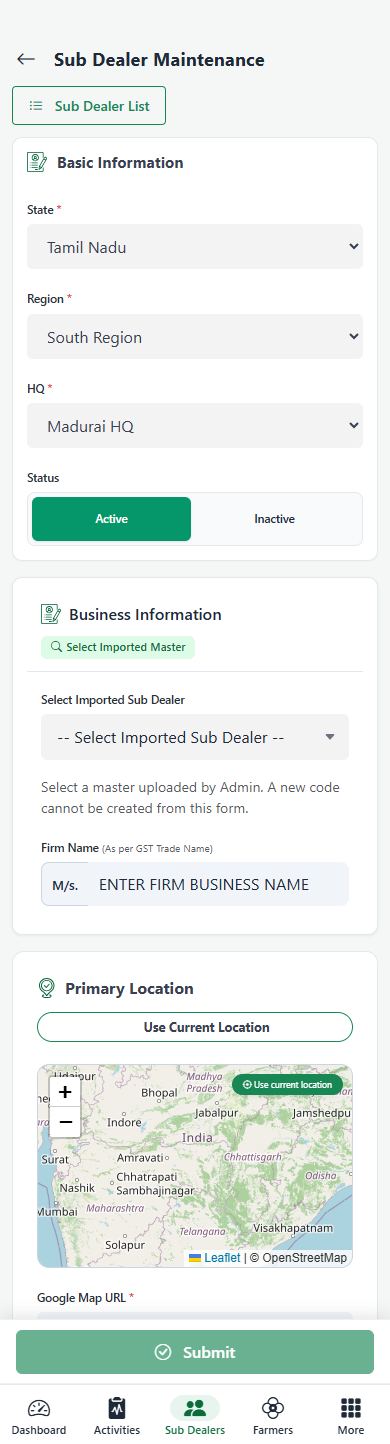 Sub Dealer Maintenance
Sub Dealer List
Basic Information
State *
Tamil Nadu
Region *
South Region
HQ *
Madurai HQ
Status
Active Inactive
Business Information
Select Imported Master
Select Imported Sub Dealer
-- Select Imported Sub Dealer --
Select a master uploaded by Admin. A new code
cannot be created from this form.
Firm Name (As per GST Trade Name)
M/s. ENTER FIRM BUSINESS NAME
Primary Location
Use Current Location
+
−
Use current location
Udaipur
Madhya
Pradesh
Bhopal
Jabalpur
Jamshedpu
Indore
India
Surat
Amravati
Chhattisgarh
Chhatrapati
Sambhajinagar
Odisha
Nashik
Mumbai
Maharashtra
Telangana
Visakhapatnam
Solapur
Leaflet | © OpenStreetMap
Google Map URL *
Submit
Dashboard Activities Sub Dealers Farmers More